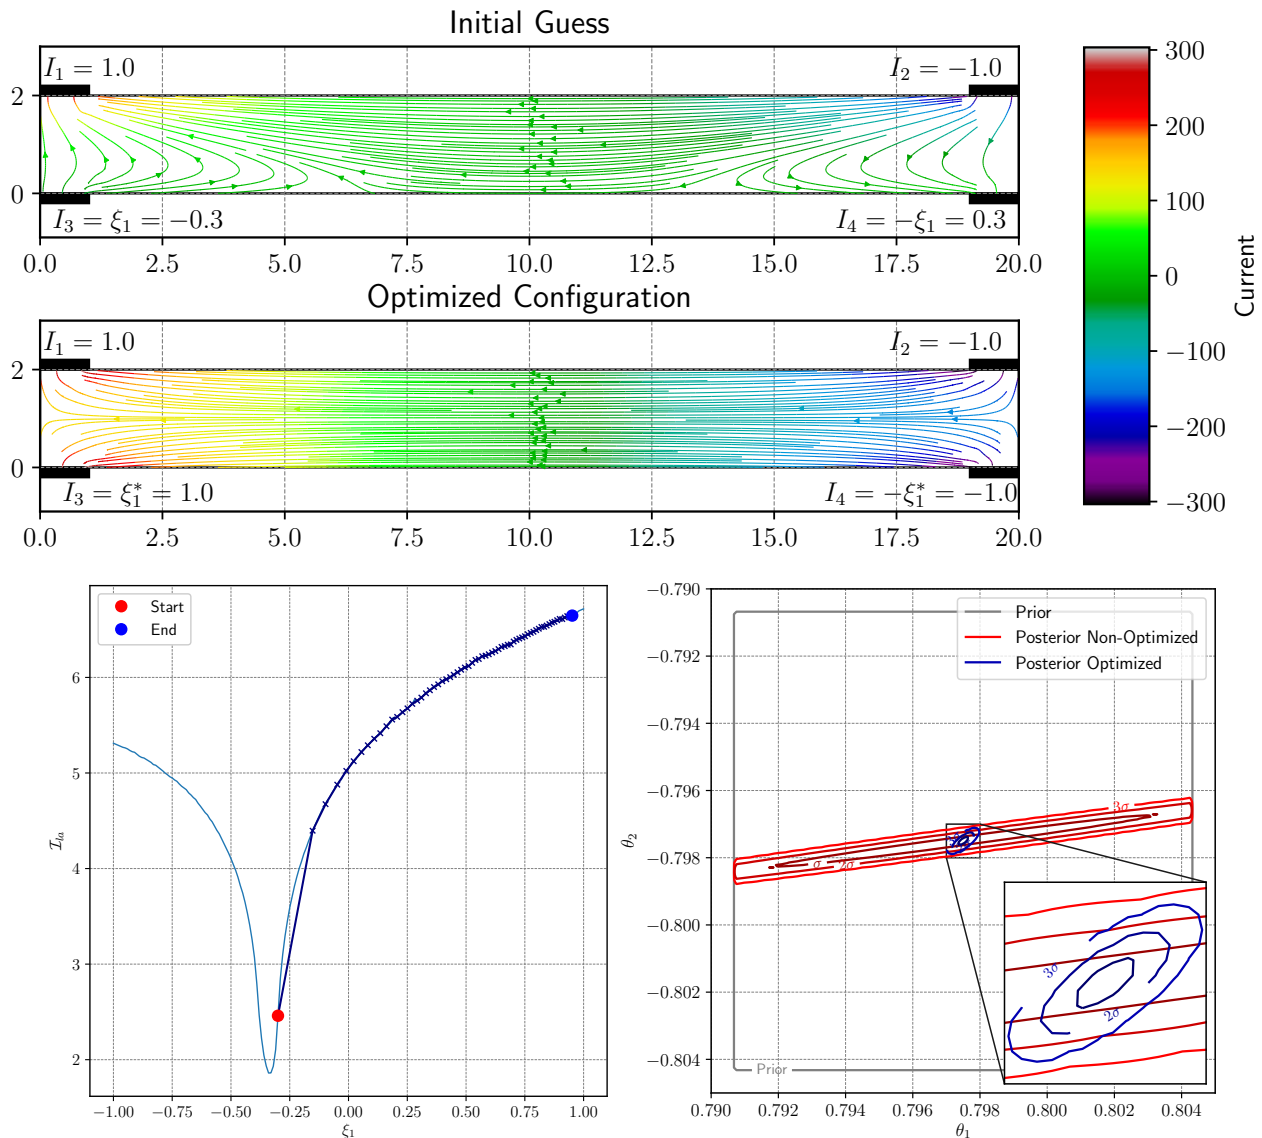 Initial Guess
I₁ = 1.0
I₂ = −1.0
2
0
I₃ = ξ₁ = −0.3
I₄ = −ξ₁ = 0.3
0.0 2.5 5.0 7.5 10.0 12.5 15.0 17.5 20.0
Optimized Configuration
I₁ = 1.0
I₂ = −1.0
2
0
I₃ = ξ₁* = 1.0
I₄ = −ξ₁* = −1.0
0.0 2.5 5.0 7.5 10.0 12.5 15.0 17.5 20.0
300
200
100
0
−100
−200
−300
Current
Start
End
6
5
4
3
2
𝓘ₗₐ
−1.00 −0.75 −0.50 −0.25 0.00 0.25 0.50 0.75 1.00
ξ₁
Prior
Posterior Non-Optimized
Posterior Optimized
−0.790
−0.792
−0.794
−0.796
−0.798
−0.800
−0.802
−0.804
θ₂
3σ
σ
2σ
3σ
2σ
Prior
0.790 0.792 0.794 0.796 0.798 0.800 0.802 0.804
θ₁